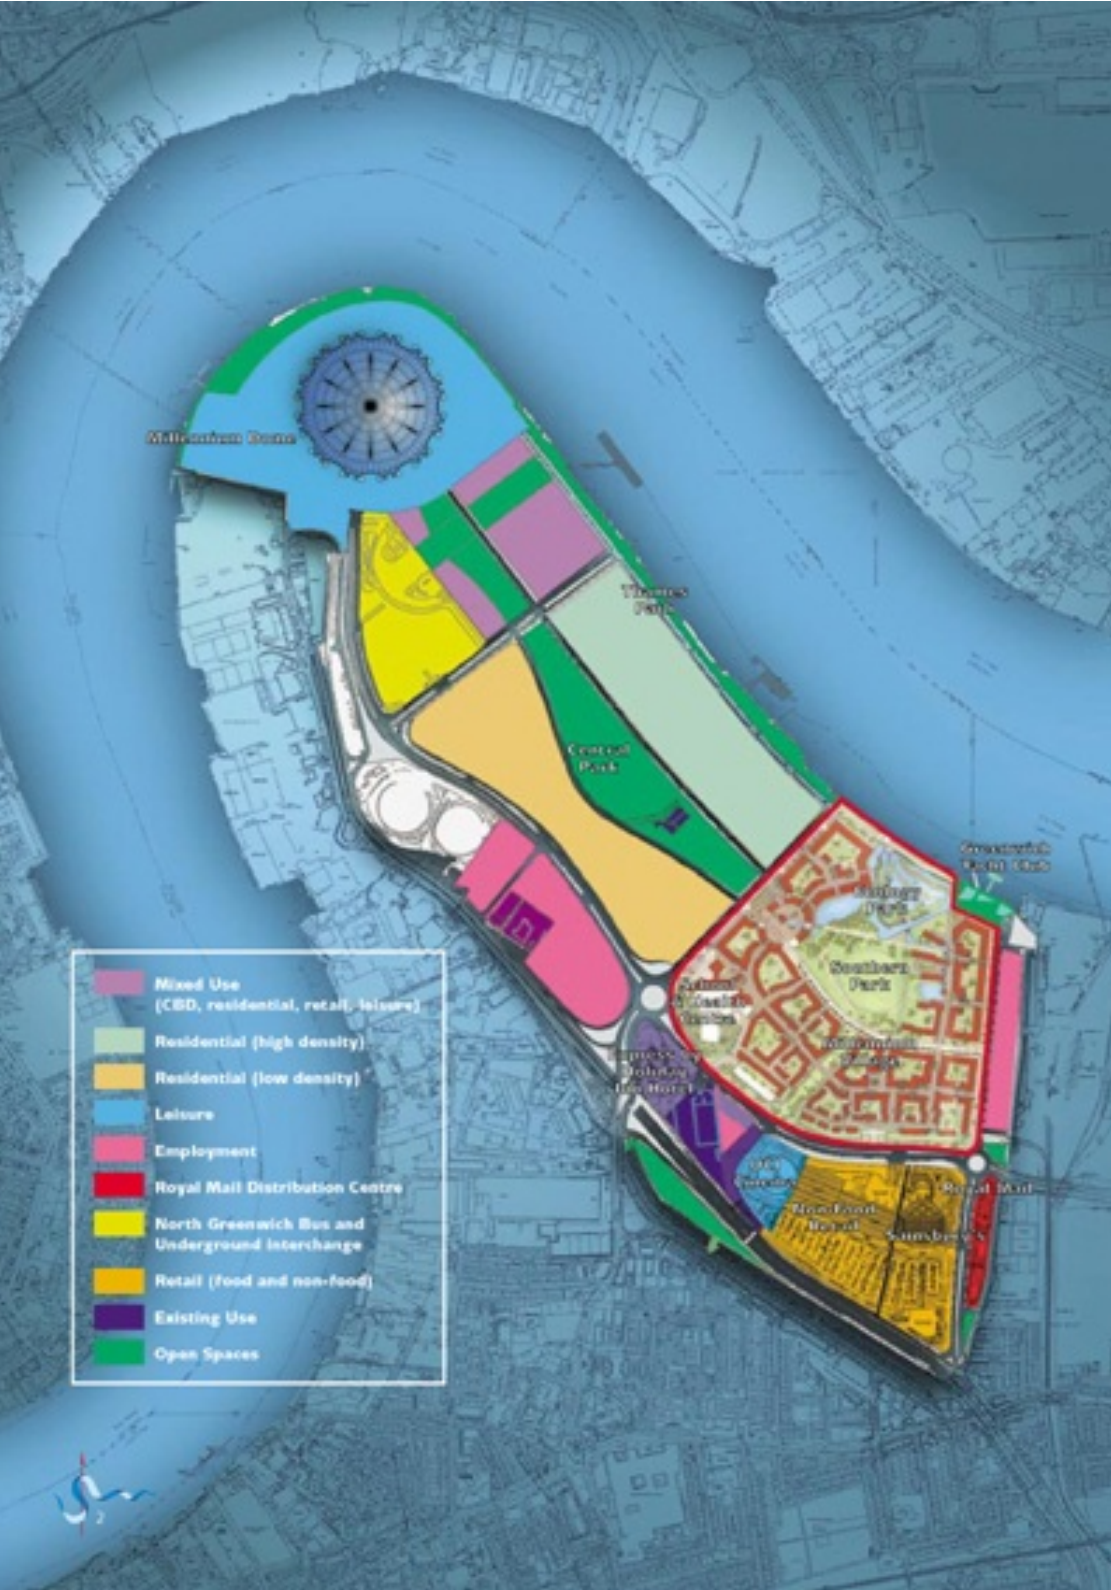 Millennium Dome
Thames
Park
Central
Park
Greenwich
Yacht Club
Ecology
Park
Southern
Park
School
& Health
Centre
Millennium
Village
Express by
Holiday
Inn Hotel
UCI
Cinema
Non-Food
Retail
Royal Mail
Sainsbury's
Mixed Use
(CBD, residential, retail, leisure)
Residential (high density)
Residential (low density)
Leisure
Employment
Royal Mail Distribution Centre
North Greenwich Bus and
Underground interchange
Retail (food and non-food)
Existing Use
Open Spaces
2